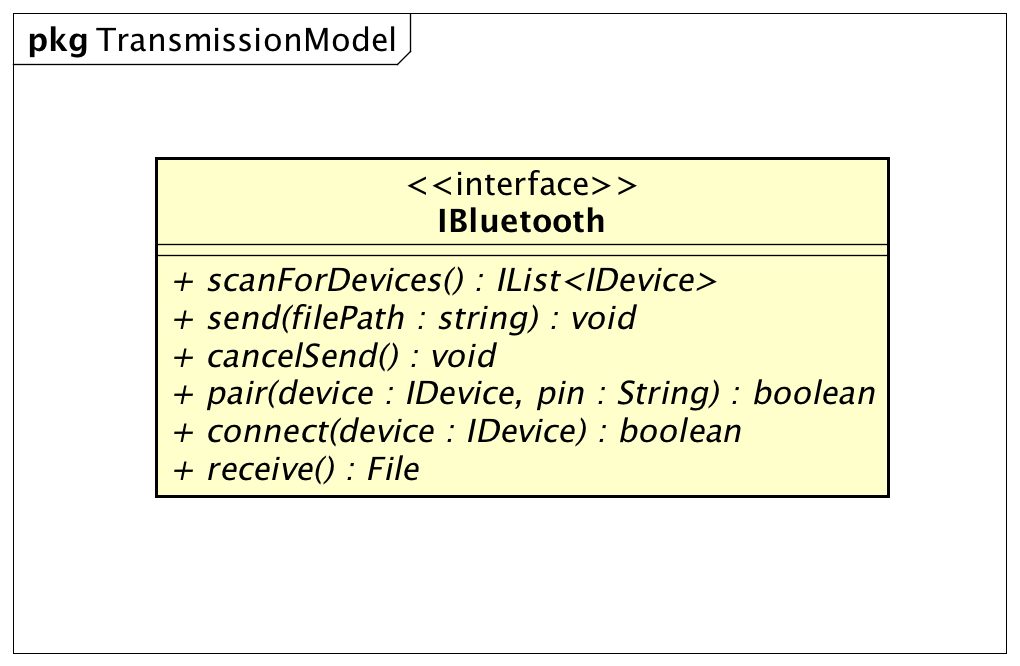 pkg TransmissionModel
<<interface>>
IBluetooth
+ scanForDevices() : IList<IDevice>
+ send(filePath : string) : void
+ cancelSend() : void
+ pair(device : IDevice, pin : String) : boolean
+ connect(device : IDevice) : boolean
+ receive() : File